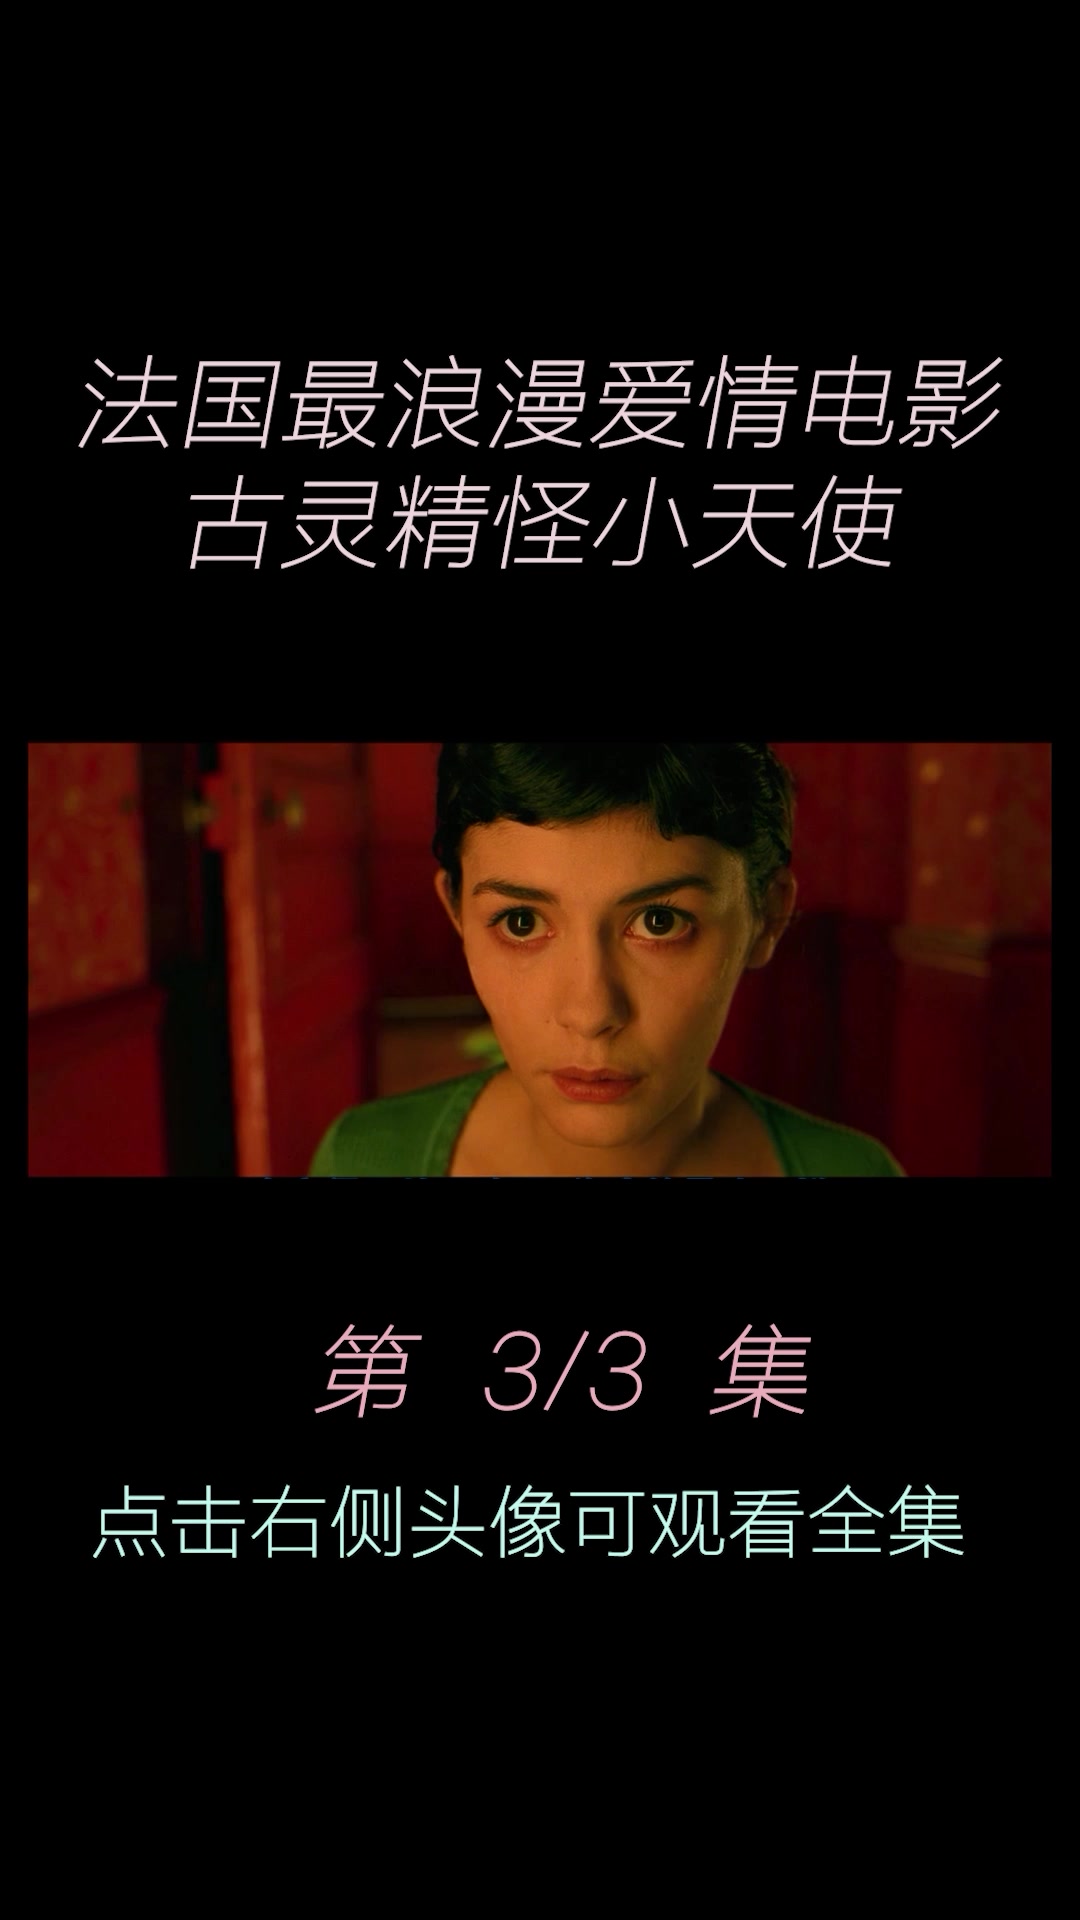 法国最浪漫爱情电影
古灵精怪小天使
第 3/3 集
点击右侧头像可观看全集